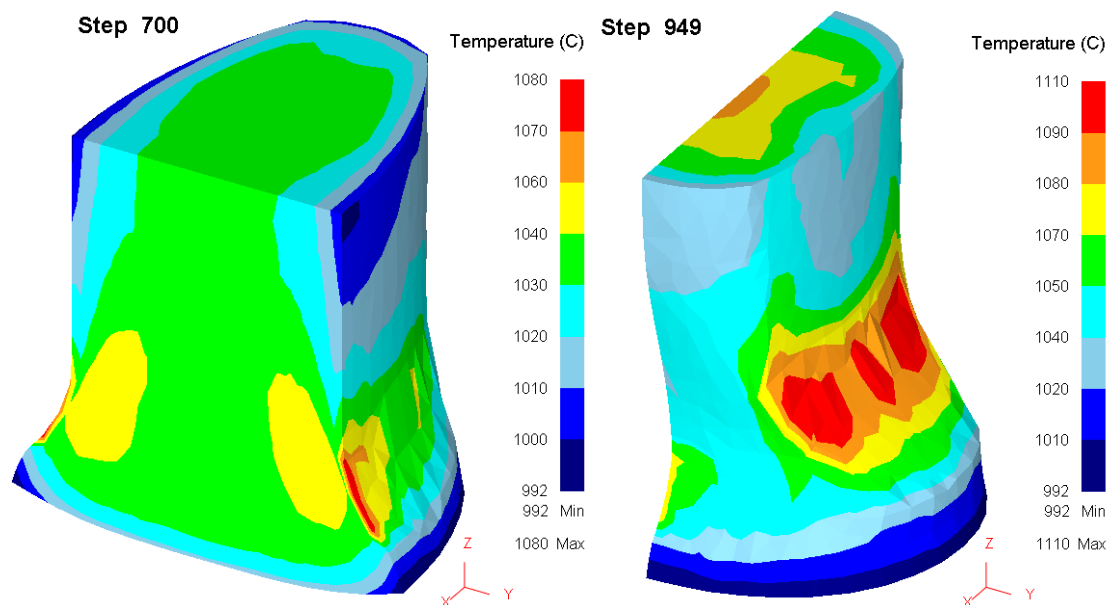 Step 700
Temperature (C)
1080
1070
1060
1040
1030
1020
1010
1000
992
992 Min
1080 Max
Z
X
Y
Step 949
Temperature (C)
1110
1090
1080
1070
1050
1040
1020
1010
992
992 Min
1110 Max
Z
X
Y